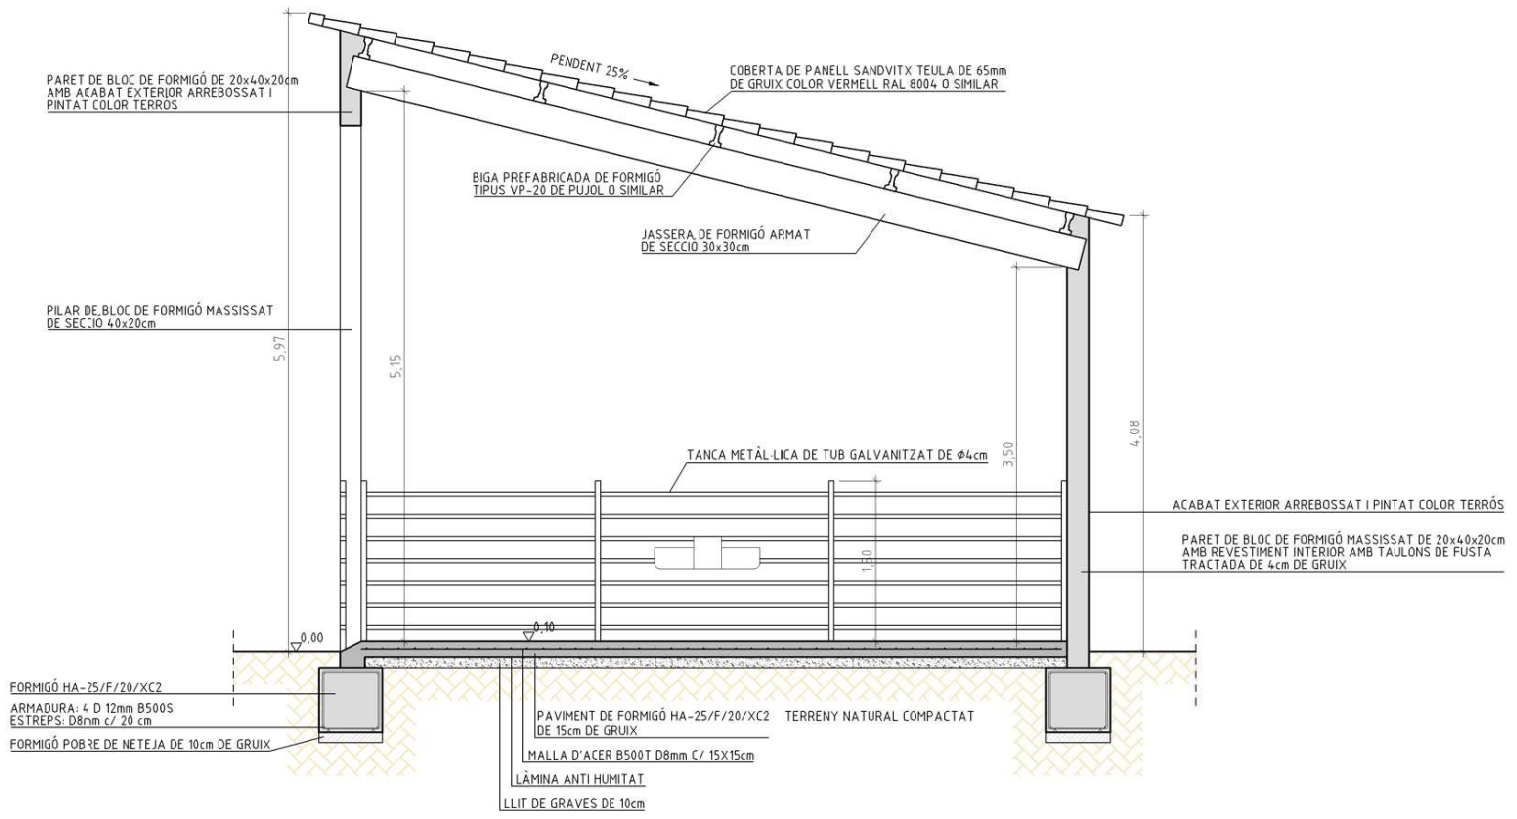 PENDENT 25%
COBERTA DE PANELL SANDVITX TEULA DE 65mm
DE GRUIX COLOR VERMELL RAL 8004 O SIMILAR
PARET DE BLOC DE FORMIGÓ DE 20x40x20cm
AMB ACABAT EXTERIOR ARREBOSSAT I
PINTAT COLOR TERRÓS
BIGA PREFABRICADA DE FORMIGÓ
TIPUS VP-20 DE PUJOL O SIMILAR
JASSERA DE FORMIGÓ ARMAT
DE SECCIÓ 30x30cm
PILAR DE BLOC DE FORMIGÓ MASSISSAT
DE SECCIÓ 40x20cm
5,97
5,15
3,50
4,08
TANCA METÀL·LICA DE TUB GALVANITZAT DE Ø4cm
ACABAT EXTERIOR ARREBOSSAT I PINTAT COLOR TERRÓS
PARET DE BLOC DE FORMIGÓ MASSISSAT DE 20x40x20cm
AMB REVESTIMENT INTERIOR AMB TAULONS DE FUSTA
TRACTADA DE 4cm DE GRUIX
0,00
0,10
FORMIGÓ HA-25/F/20/XC2
ARMADURA: 4 D 12mm B500S
ESTREPS: D8mm c/ 20 cm
FORMIGÓ POBRE DE NETEJA DE 10cm DE GRUIX
PAVIMENT DE FORMIGÓ HA-25/F/20/XC2
DE 15cm DE GRUIX
TERRENY NATURAL COMPACTAT
MALLA D'ACER B500T D8mm C/ 15X15cm
LÀMINA ANTI HUMITAT
LLIT DE GRAVES DE 10cm